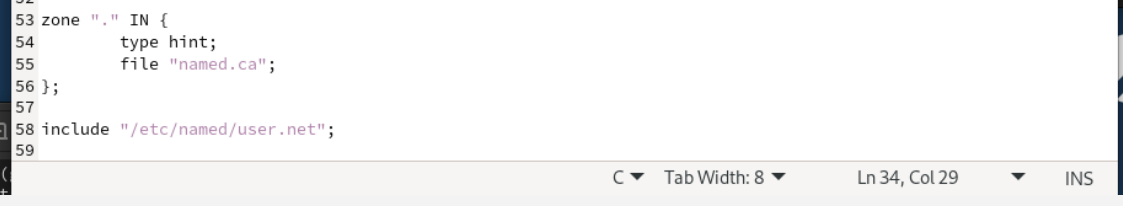 53 zone "." IN {
54         type hint;
55         file "named.ca";
56 };
57
58 include "/etc/named/user.net";
59
C Tab Width: 8 Ln 34, Col 29 INS